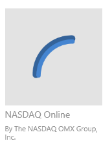 NASDAQ Online
By The NASDAQ OMX Group,
Inc.